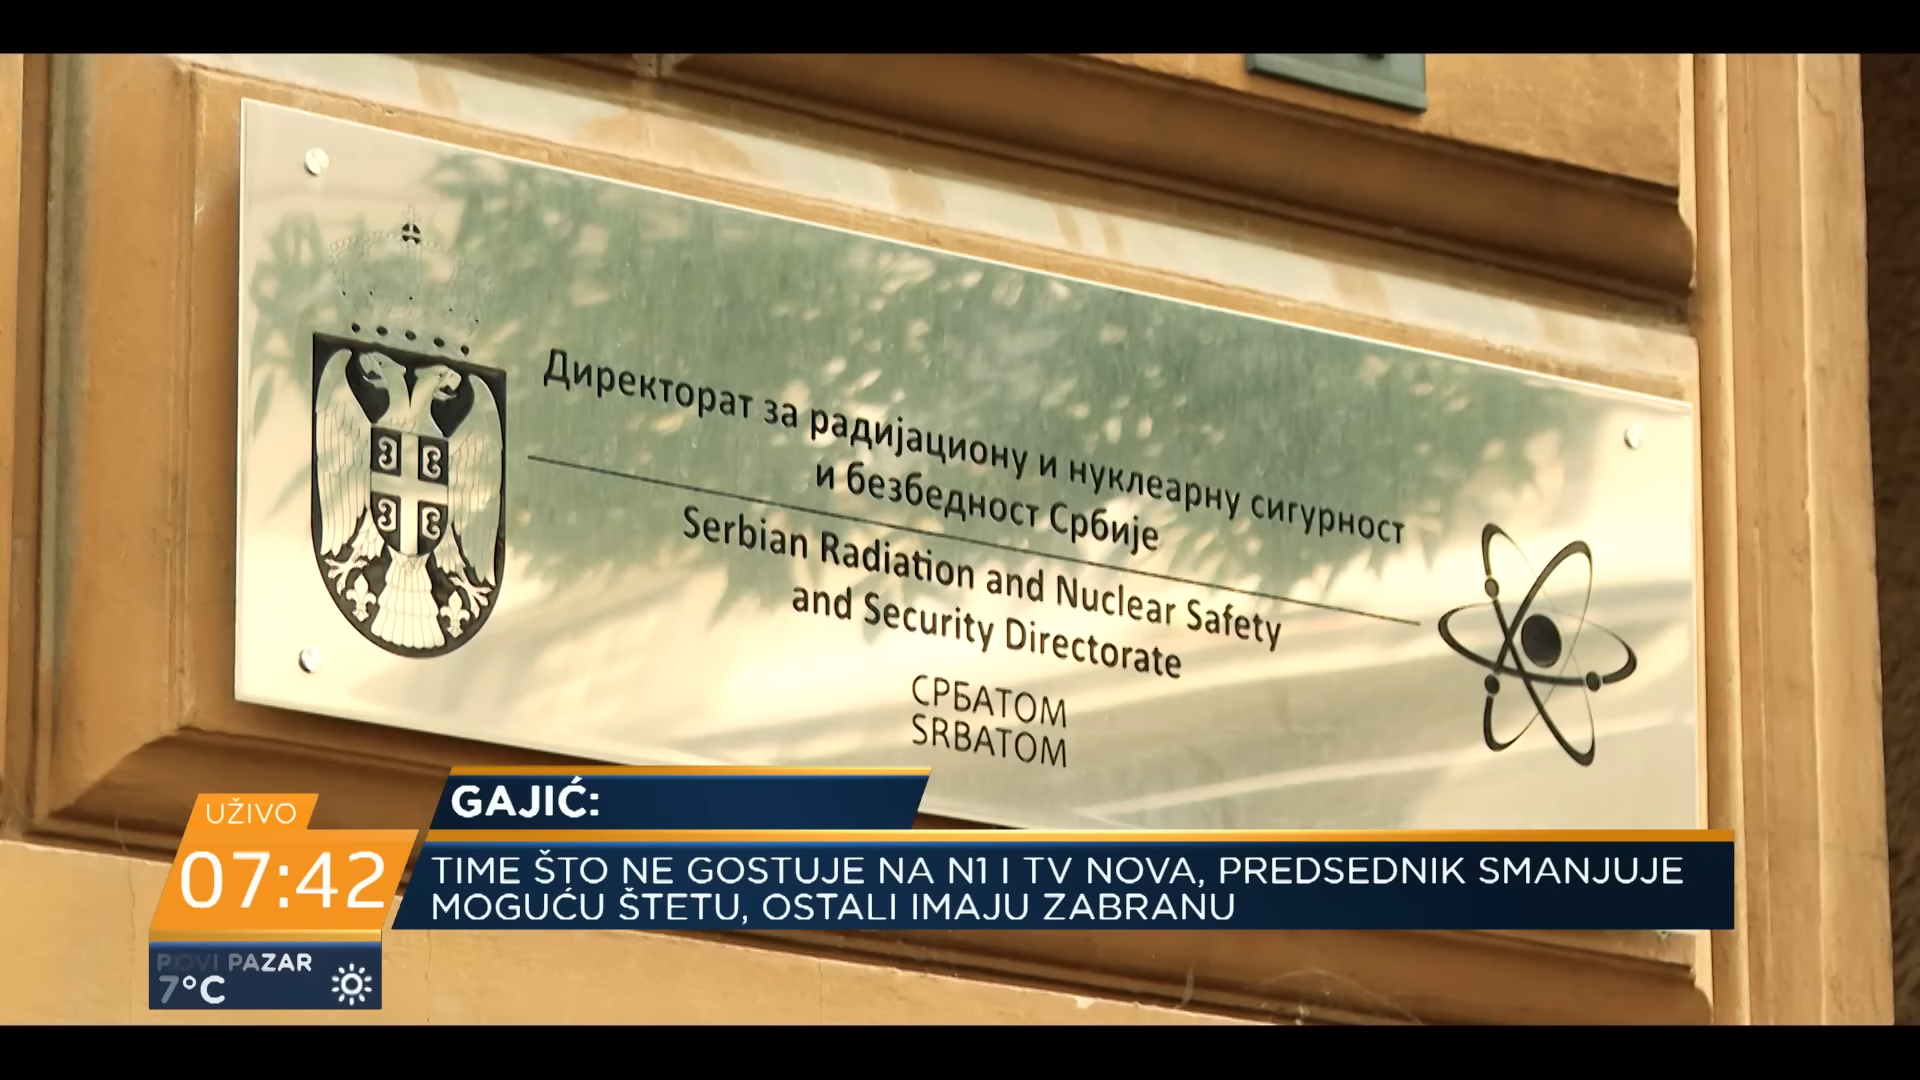 Директорат за радијациону и нуклеарну сигурност
и безбедност Србије
Serbian Radiation and Nuclear Safety
and Security Directorate
СРБАТОМ
SRBATOM
GAJIĆ:
UŽIVO
07:42
TIME ŠTO NE GOSTUJE NA N1 I TV NOVA, PREDSEDNIK SMANJUJE
MOGUĆU ŠTETU, OSTALI IMAJU ZABRANU
PAZAR
7°C